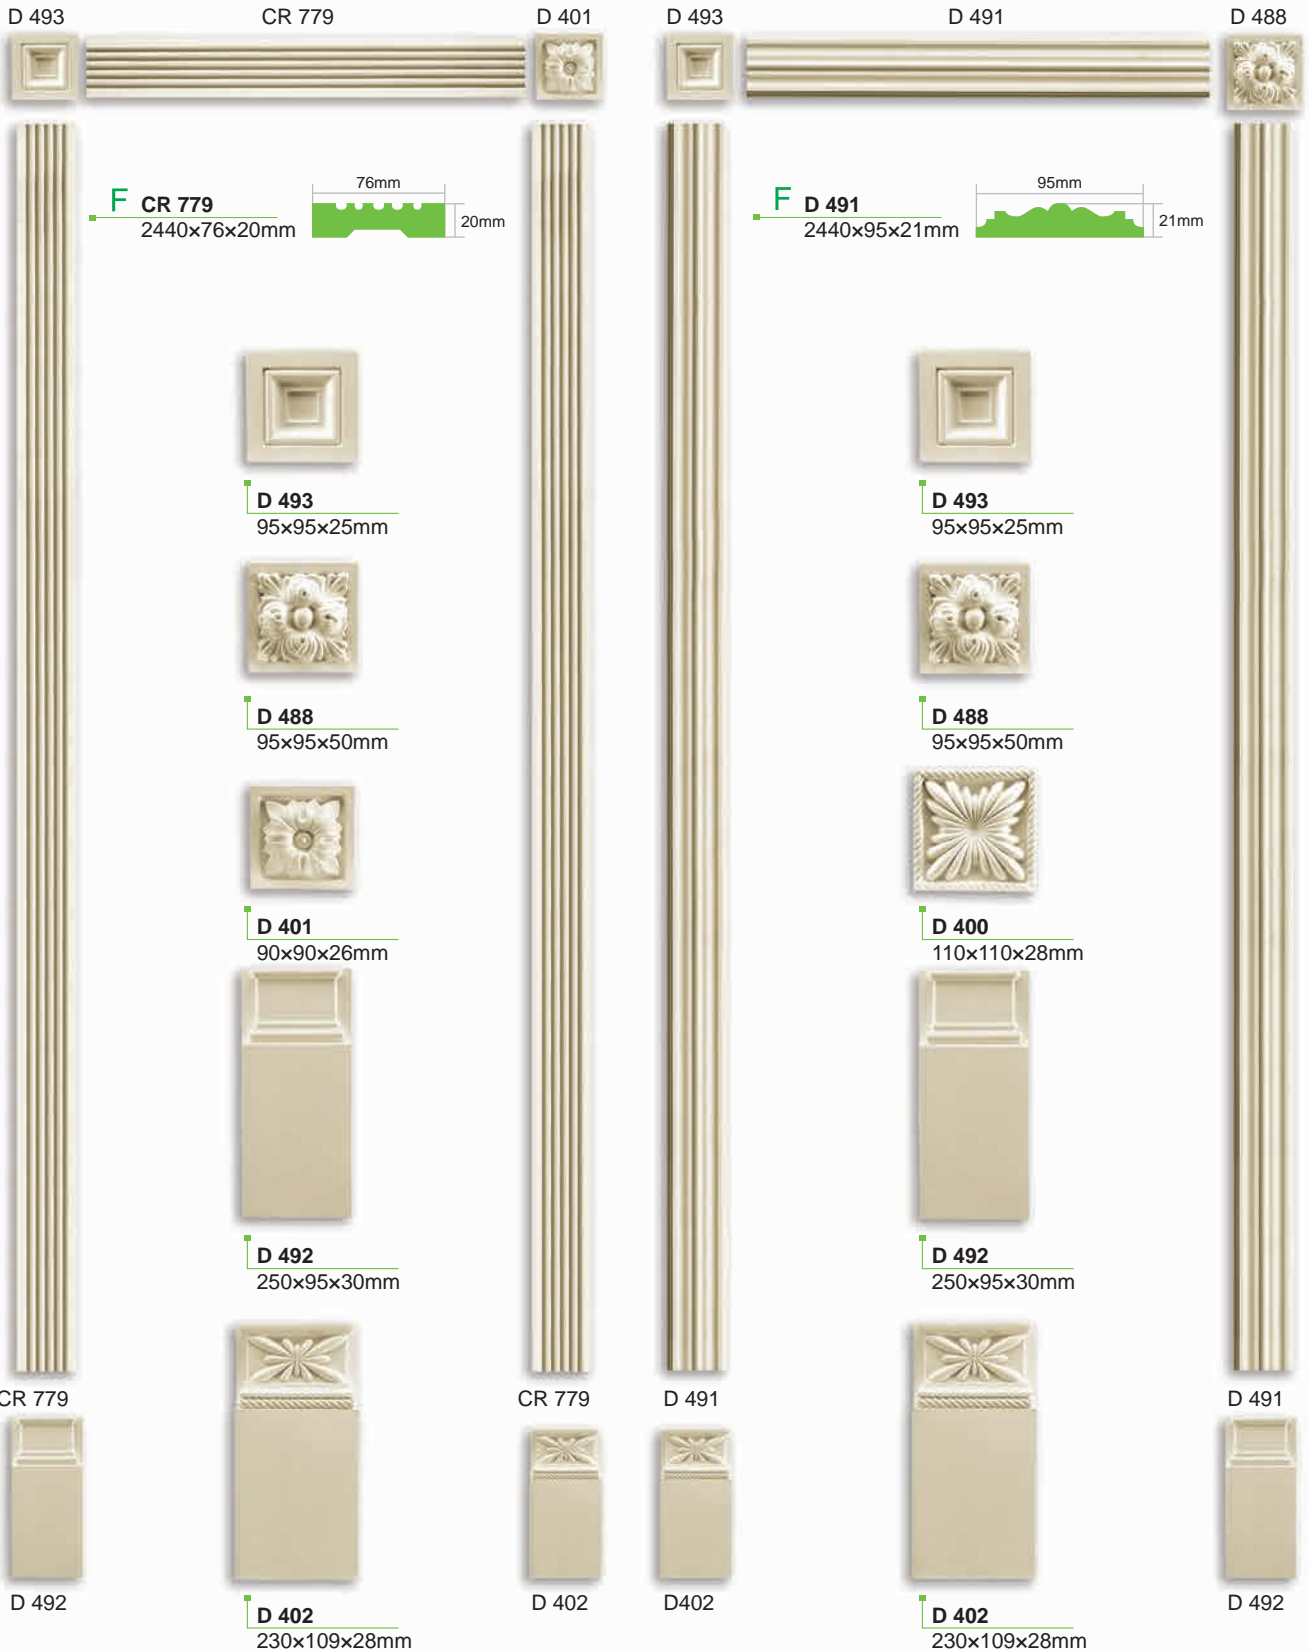 D 493
CR 779
D 401
D 493
D 491
D 488
76mm
F CR 779
2440×76×20mm
20mm
95mm
F D 491
2440×95×21mm
21mm
D 493
95×95×25mm
D 493
95×95×25mm
D 488
95×95×50mm
D 488
95×95×50mm
D 401
90×90×26mm
D 400
110×110×28mm
D 492
250×95×30mm
D 492
250×95×30mm
CR 779
CR 779
D 491
D 491
D 492
D 402
D402
D 492
D 402
230×109×28mm
D 402
230×109×28mm